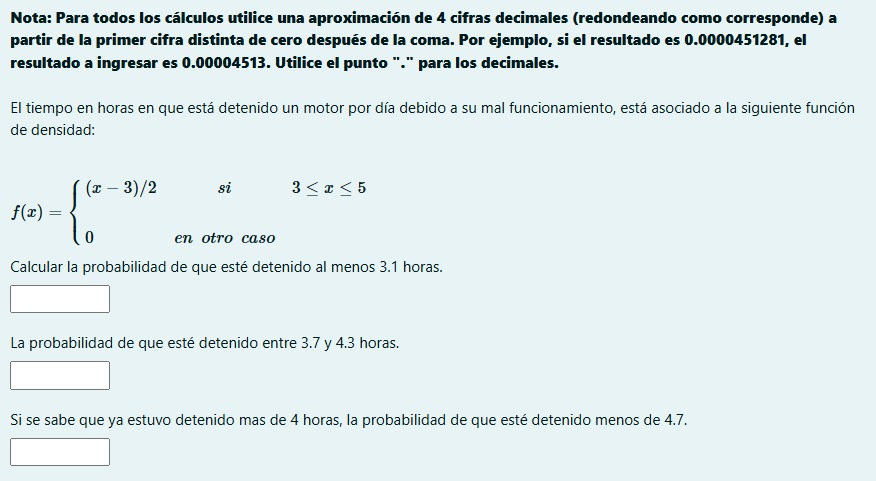 Nota: Para todos los cálculos utilice una aproximación de 4 cifras decimales (redondeando como corresponde) a
partir de la primer cifra distinta de cero después de la coma. Por ejemplo, si el resultado es 0.0000451281, el
resultado a ingresar es 0.00004513. Utilice el punto "." para los decimales.
El tiempo en horas en que está detenido un motor por día debido a su mal funcionamiento, está asociado a la siguiente función
de densidad:
(x − 3)/2 si 3 ≤ x ≤ 5
f(x) = {
0 en otro caso
Calcular la probabilidad de que esté detenido al menos 3.1 horas.
La probabilidad de que esté detenido entre 3.7 y 4.3 horas.
Si se sabe que ya estuvo detenido mas de 4 horas, la probabilidad de que esté detenido menos de 4.7.